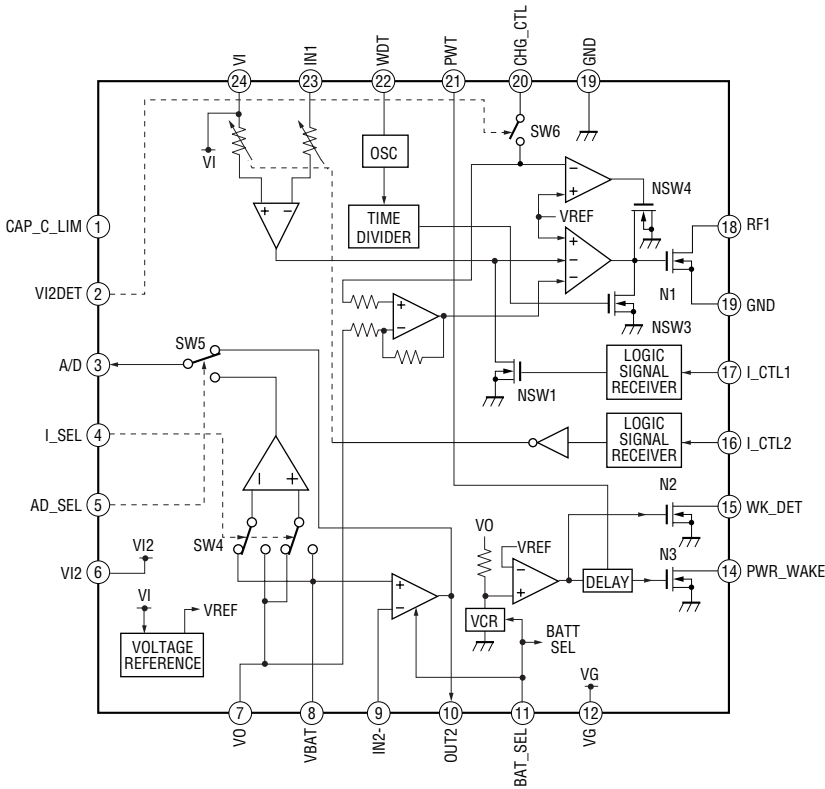 VI
IN1
WDT
PWT
CHG_CTL
GND
24
23
22
21
20
19
SW6
VI
OSC
NSW4
+ −
TIME
DIVIDER
−
+
VREF
+
−
−
CAP_C_LIM 1
18 RF1
VI2DET 2
N1
19 GND
NSW3
+
−
SW5
A/D 3
LOGIC
SIGNAL
RECEIVER
17 I_CTL1
NSW1
I_SEL 4
LOGIC
SIGNAL
RECEIVER
16 I_CTL2
− +
N2
AD_SEL 5
15 WK_DET
SW4
VO
VREF
N3
VI2 6
VI2
−
+
DELAY
14 PWR_WAKE
VI
VREF
+
−
VCR
VOLTAGE
REFERENCE
BATT
SEL
VG
7
8
9
10
11
12
VO
VBAT
IN2-
OUT2
BAT_SEL
VG